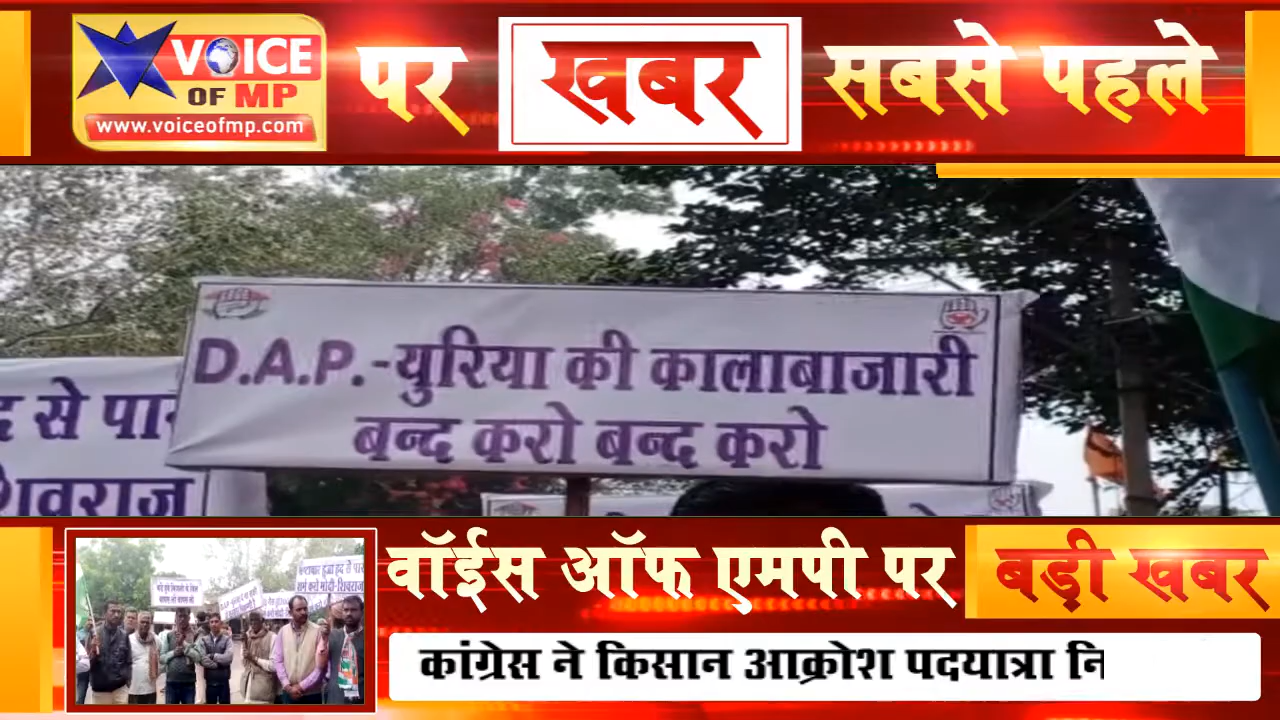 VOICE OF MP
www.voiceofmp.com
पर खबर सबसे पहले
D.A.P.-युरिया की कालाबाजारी
बन्द करो बन्द करो
द से पार
शिवराज
वॉईस ऑफ एमपी पर बड़ी खबर
कांग्रेस ने किसान आक्रोश पदयात्रा नि